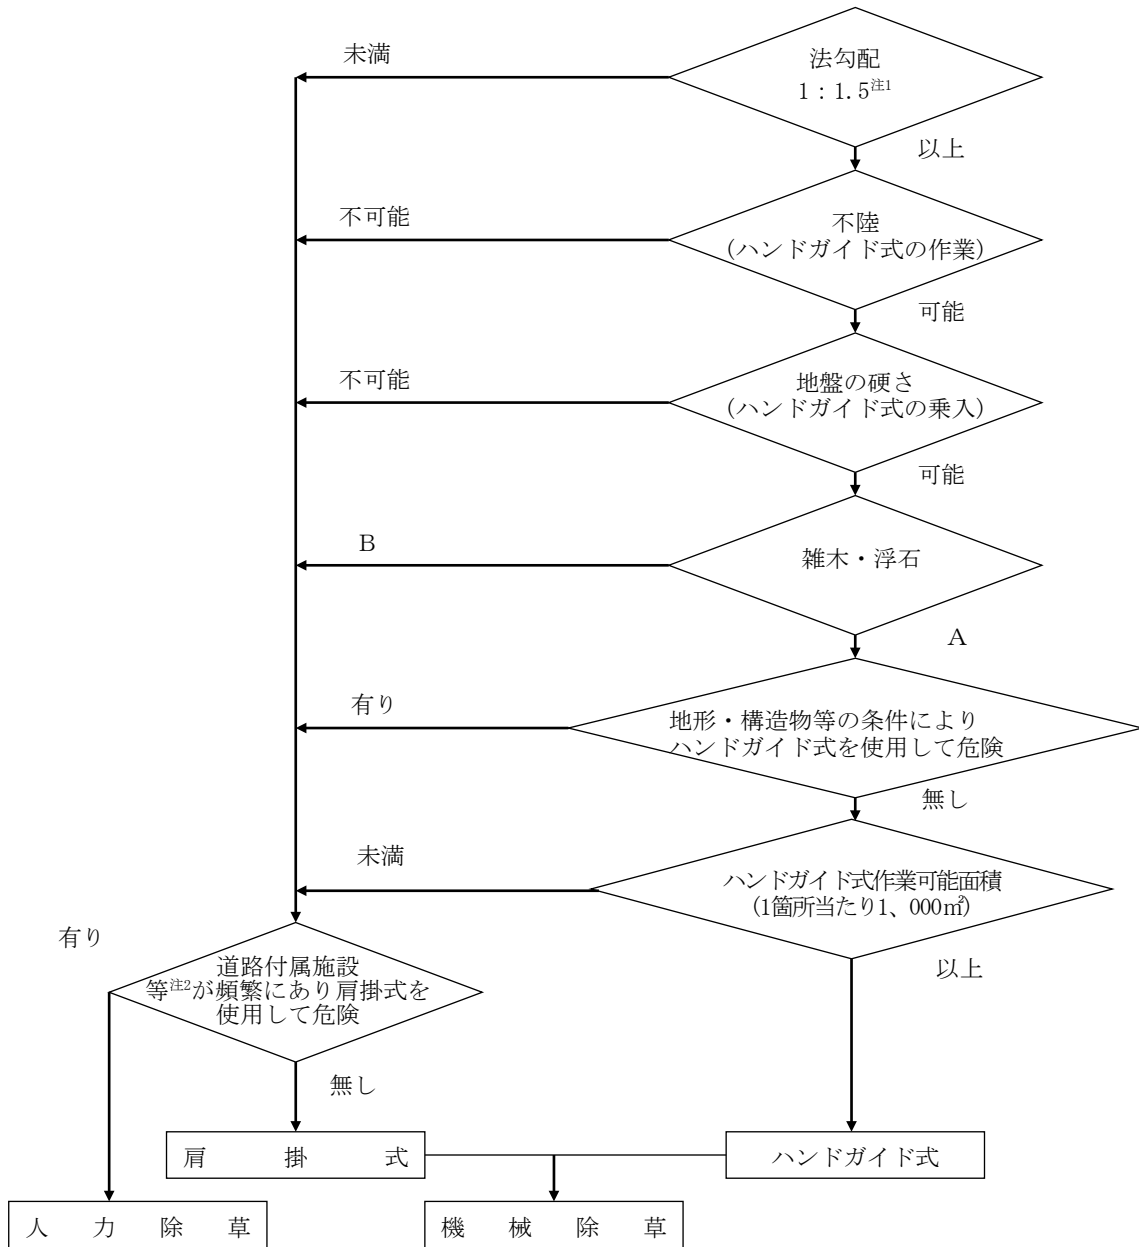 未満
法勾配
1：1.5注1
以上
不可能
不陸
（ハンドガイド式の作業）
可能
不可能
地盤の硬さ
（ハンドガイド式の乗入）
可能
B
雑木・浮石
A
有り
地形・構造物等の条件により
ハンドガイド式を使用して危険
無し
未満
ハンドガイド式作業可能面積
（1箇所当たり1、000㎡）
以上
有り
道路付属施設
等注2が頻繁にあり肩掛式を
使用して危険
無し
肩　掛　式
ハンドガイド式
人　力　除　草
機　械　除　草